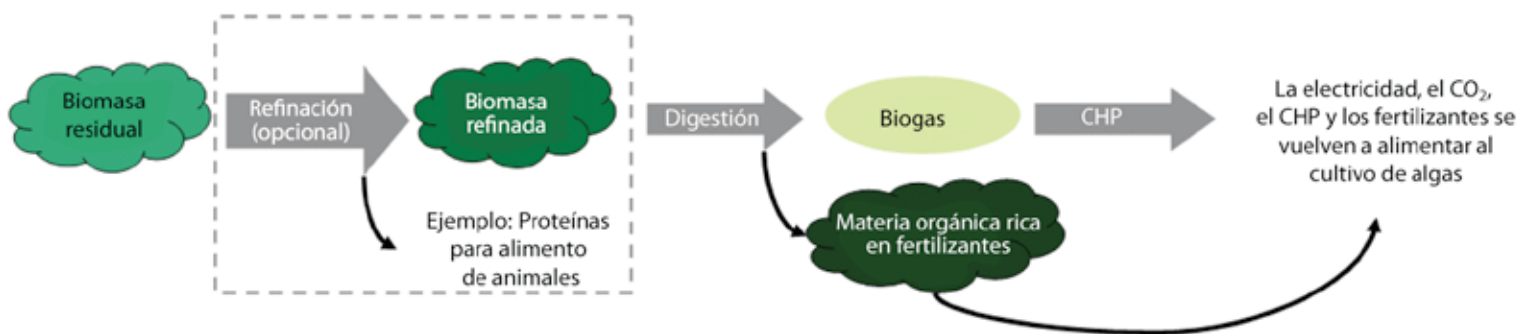 Biomasa
residual
Refinación
(opcional)
Biomasa
refinada
Ejemplo: Proteínas
para alimento
de animales
Digestión
Biogas
Materia orgánica rica
en fertilizantes
CHP
La electricidad, el CO₂,
el CHP y los fertilizantes se
vuelven a alimentar al
cultivo de algas